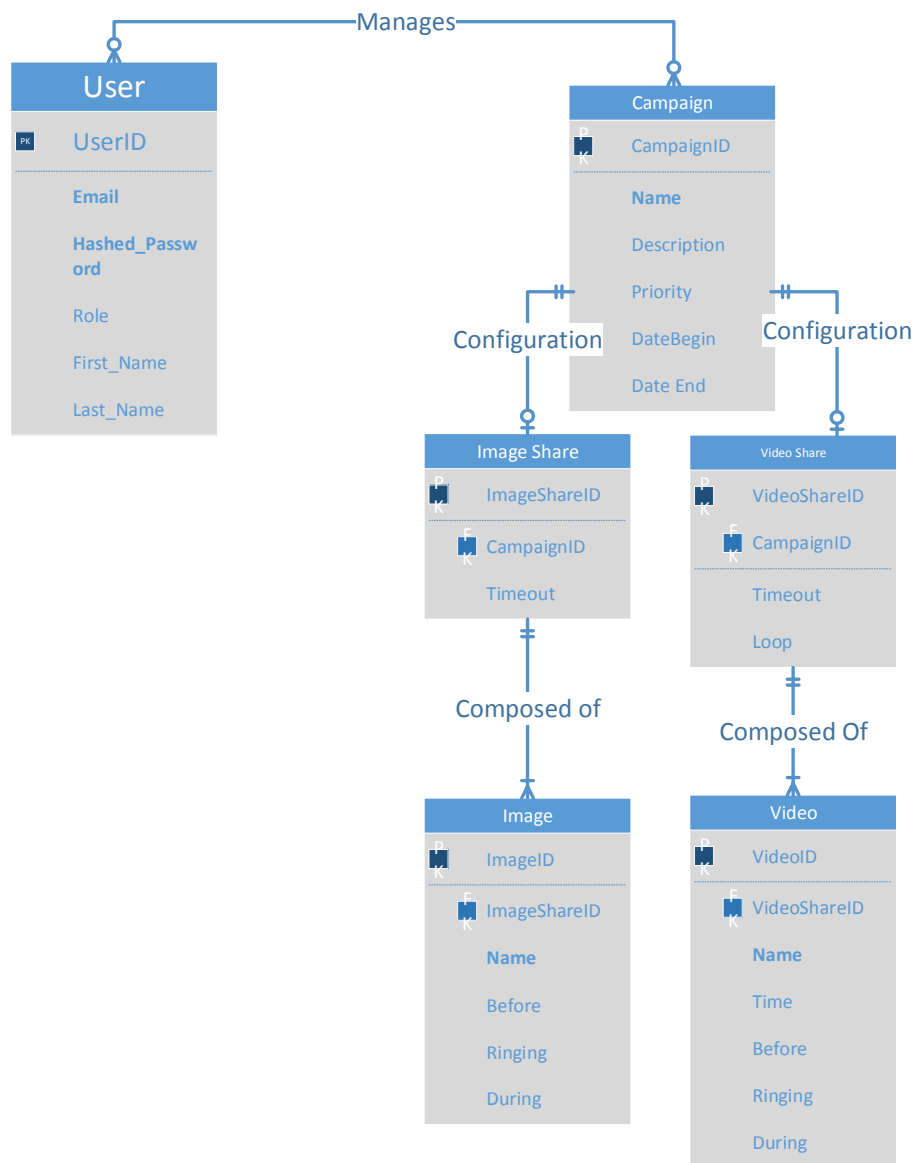 Manages
User
PK
UserID
Email
Hashed_Passw
ord
Role
First_Name
Last_Name
Campaign
P
K
CampaignID
Name
Description
Priority
DateBegin
Date End
Configuration
Configuration
Image Share
P
K
ImageShareID
F
K
CampaignID
Timeout
Video Share
P
K
VideoShareID
F
K
CampaignID
Timeout
Loop
Composed of
Composed Of
Image
P
K
ImageID
F
K
ImageShareID
Name
Before
Ringing
During
Video
P
K
VideoID
F
K
VideoShareID
Name
Time
Before
Ringing
During